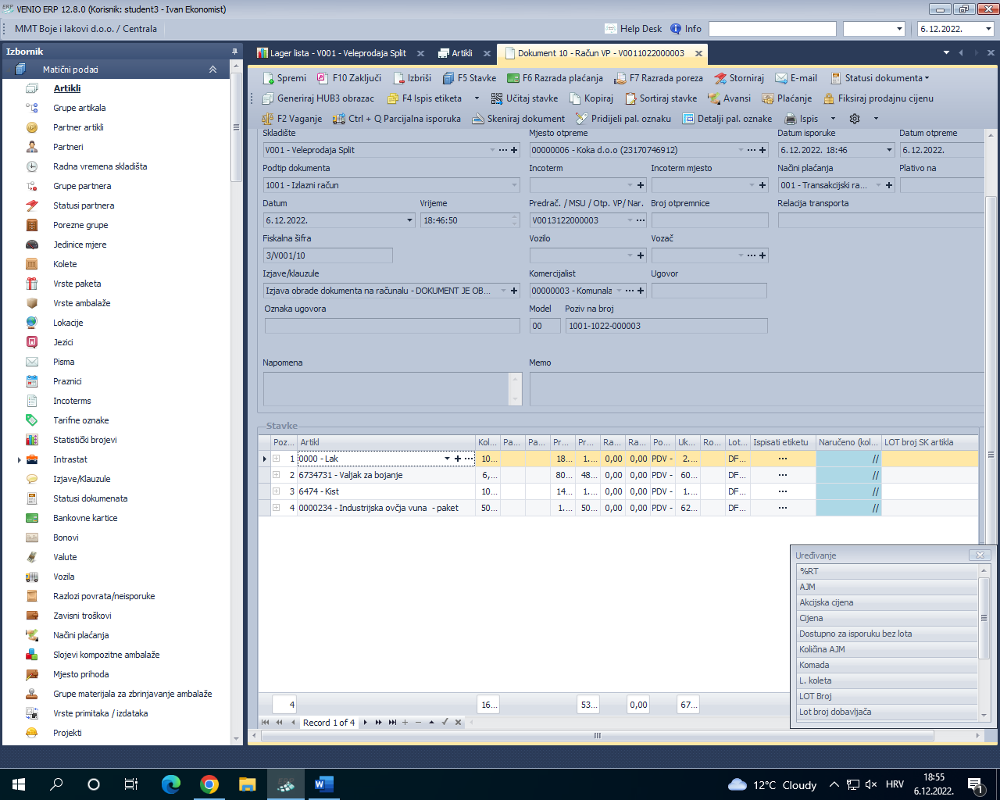 VENIO ERP 12.8.0 (Korisnik: student3 - Ivan Ekonomist)
MMT Boje i lakovi d.o.o. / Centrala
Help Desk Info 6.12.2022.
Izbornik
Matični podaci
Artikli
Grupe artikala
Partner artikli
Partneri
Radna vremena skladišta
Grupe partnera
Statusi partnera
Porezne grupe
Jedinice mjere
Kolete
Vrste paketa
Vrste ambalaže
Lokacije
Jezici
Pisma
Praznici
Incoterms
Tarifne oznake
Statistički brojevi
Intrastat
Izjave/Klauzule
Statusi dokumenata
Bankovne kartice
Bonovi
Valute
Vozila
Razlozi povrata/neisporuke
Zavisni troškovi
Načini plaćanja
Slojevi kompozitne ambalaže
Mjesto prihoda
Grupe materijala za zbrinjavanje ambalaže
Vrste primitaka / izdataka
Projekti
Lager lista - V001 - Veleprodaja Split Artikli Dokument 10 - Račun VP - V0011022000003
Spremi F10 Zaključi Izbriši F5 Stavke F6 Razrada plaćanja F7 Razrada poreza Storniraj E-mail Statusi dokumenta
Generiraj HUB3 obrazac F4 Ispis etiketa Učitaj stavke Kopiraj Sortiraj stavke Avansi Plaćanje Fiksiraj prodajnu cijenu
F2 Vaganje Ctrl + Q Parcijalna isporuka Skeniraj dokument Pridijeli pal. oznaku Detalji pal. oznake Ispis
Skladište Mjesto otpreme Datum isporuke Datum otpreme
V001 - Veleprodaja Split 00000006 - Koka d.o.o (23170746912) 6.12.2022. 18:46 6.12.2022.
Podtip dokumenta Incoterm Incoterm mjesto Načini plaćanja Plativo na
1001 - Izlazni račun 001 - Transakcijski ra...
Datum Vrijeme Predrač. / MSU / Otp. VP/ Nar. Broj otpremnice Relacija transporta
6.12.2022. 18:46:50 V0013122000003
Fiskalna šifra Vozilo Vozač
3/V001/10
Izjave/klauzule Komercijalist Ugovor
Izjava obrade dokumenta na računalu - DOKUMENT JE OB... 00000003 - Komunala
Oznaka ugovora Model Poziv na broj
00 1001-1022-000003
Napomena Memo
Stavke
Poz... Artikl Kol... Pa... Pa... Pr... Pr... Ra... Ra... Po... Uk... Ro... Lot... Ispisati etiketu Naručeno (kol... LOT broj SK artikla
1 0000 - Lak 10... 18... 1.... 0,00 0,00 PDV - 2.... DF... ... //
2 6734731 - Valjak za bojanje 6,... 80... 48... 0,00 0,00 PDV - 60... DF... ... //
3 6474 - Kist 10... 14... 1.... 0,00 0,00 PDV - 1.... DF... ... //
4 0000234 - Industrijska ovčja vuna - paket 50... 1.... 50... 0,00 0,00 PDV - 62... DF... ... //
4 16... 53... 0,00 67...
Record 1 of 4
Uređivanje
%RT
AJM
Akcijska cijena
Cijena
Dostupno za isporuku bez lota
Količina AJM
Komada
L. koleta
LOT Broj
Lot broj dobavljača
12°C Cloudy HRV 18:55
6.12.2022. 1